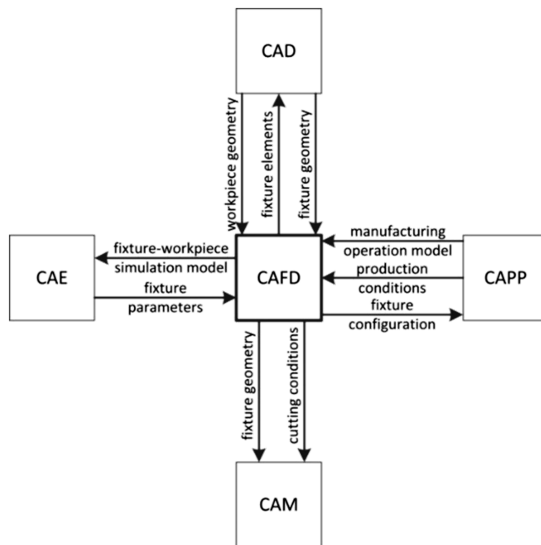 CAD
workpiece geometry
fixture elements
fixture geometry
fixture-workpiece
simulation model
fixture
parameters
CAE
CAFD
manufacturing
operation model
production
conditions
fixture
configuration
CAPP
fixture geometry
cutting conditions
CAM